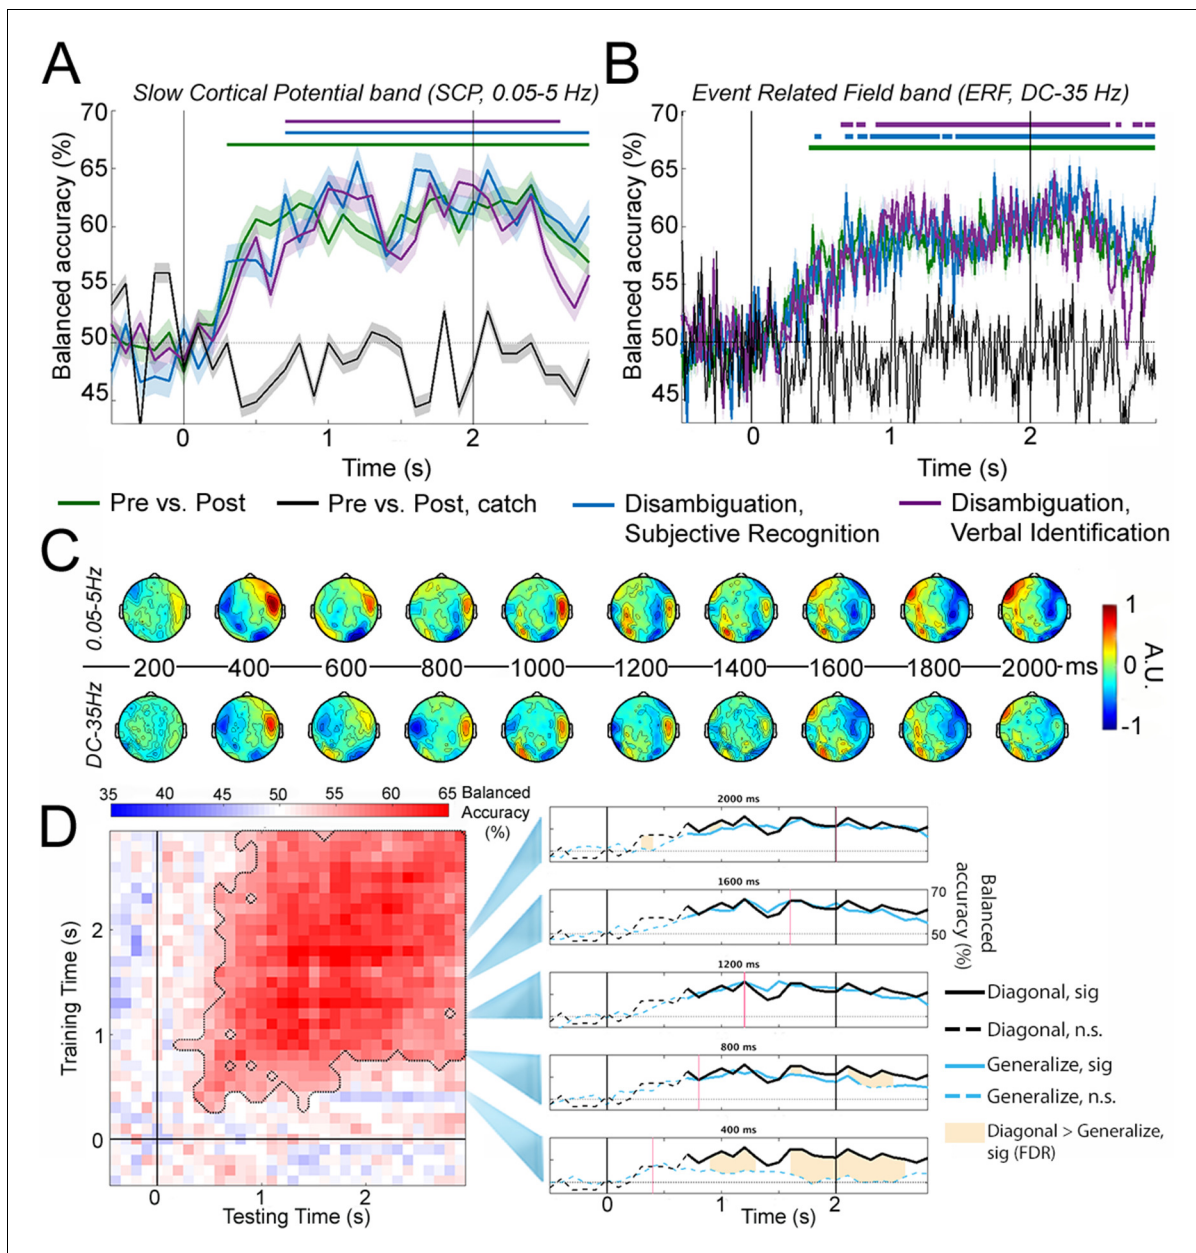 A
B
Slow Cortical Potential band (SCP, 0.05-5 Hz)
Event Related Field band (ERF, DC-35 Hz)
Balanced accuracy (%)
70
65
60
55
50
45
0
1
2
Time (s)
Balanced accuracy (%)
70
65
60
55
50
45
0
1
2
Time (s)
Pre vs. Post
Pre vs. Post, catch
Disambiguation,
Subjective Recognition
Disambiguation,
Verbal Identification
C
0.05-5Hz
200 400 600 800 1000 1200 1400 1600 1800 2000 ms
DC-35Hz
1
0
-1
A.U.
D
35 40 45 50 55 60 65
Balanced
Accuracy
(%)
Training Time (s)
2
1
0
0 1 2
Testing Time (s)
2000 ms
1600 ms
70
50
Balanced
accuracy (%)
1200 ms
800 ms
400 ms
0 1 2
Time (s)
Diagonal, sig
Diagonal, n.s.
Generalize, sig
Generalize, n.s.
Diagonal > Generalize,
sig (FDR)